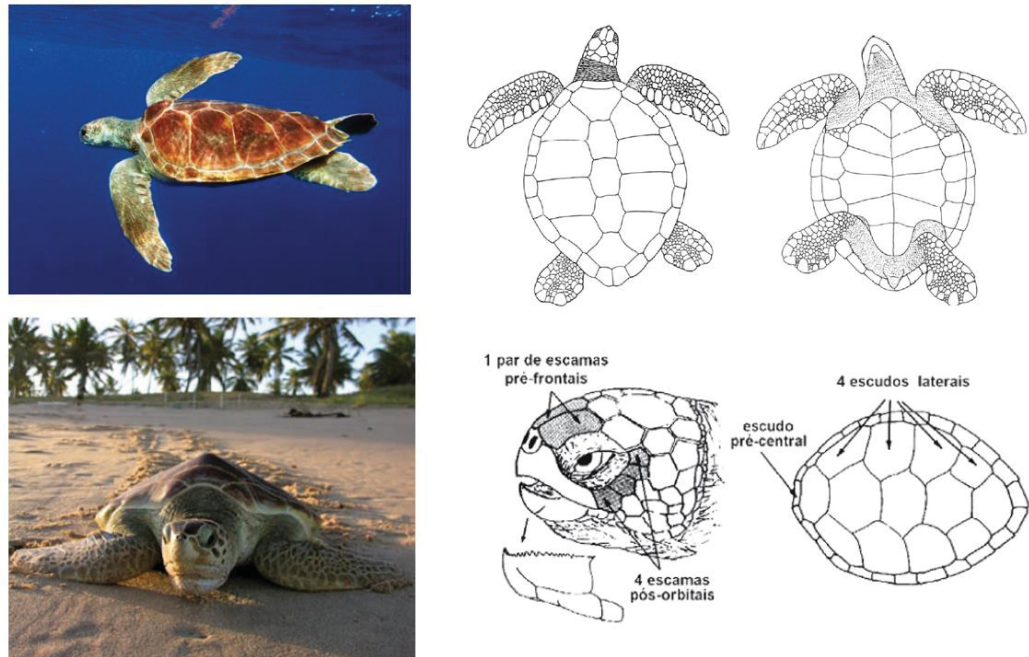 1 par de escamas
pré-frontais
4 escudos laterais
escudo
pré-central
4 escamas
pós-orbitais